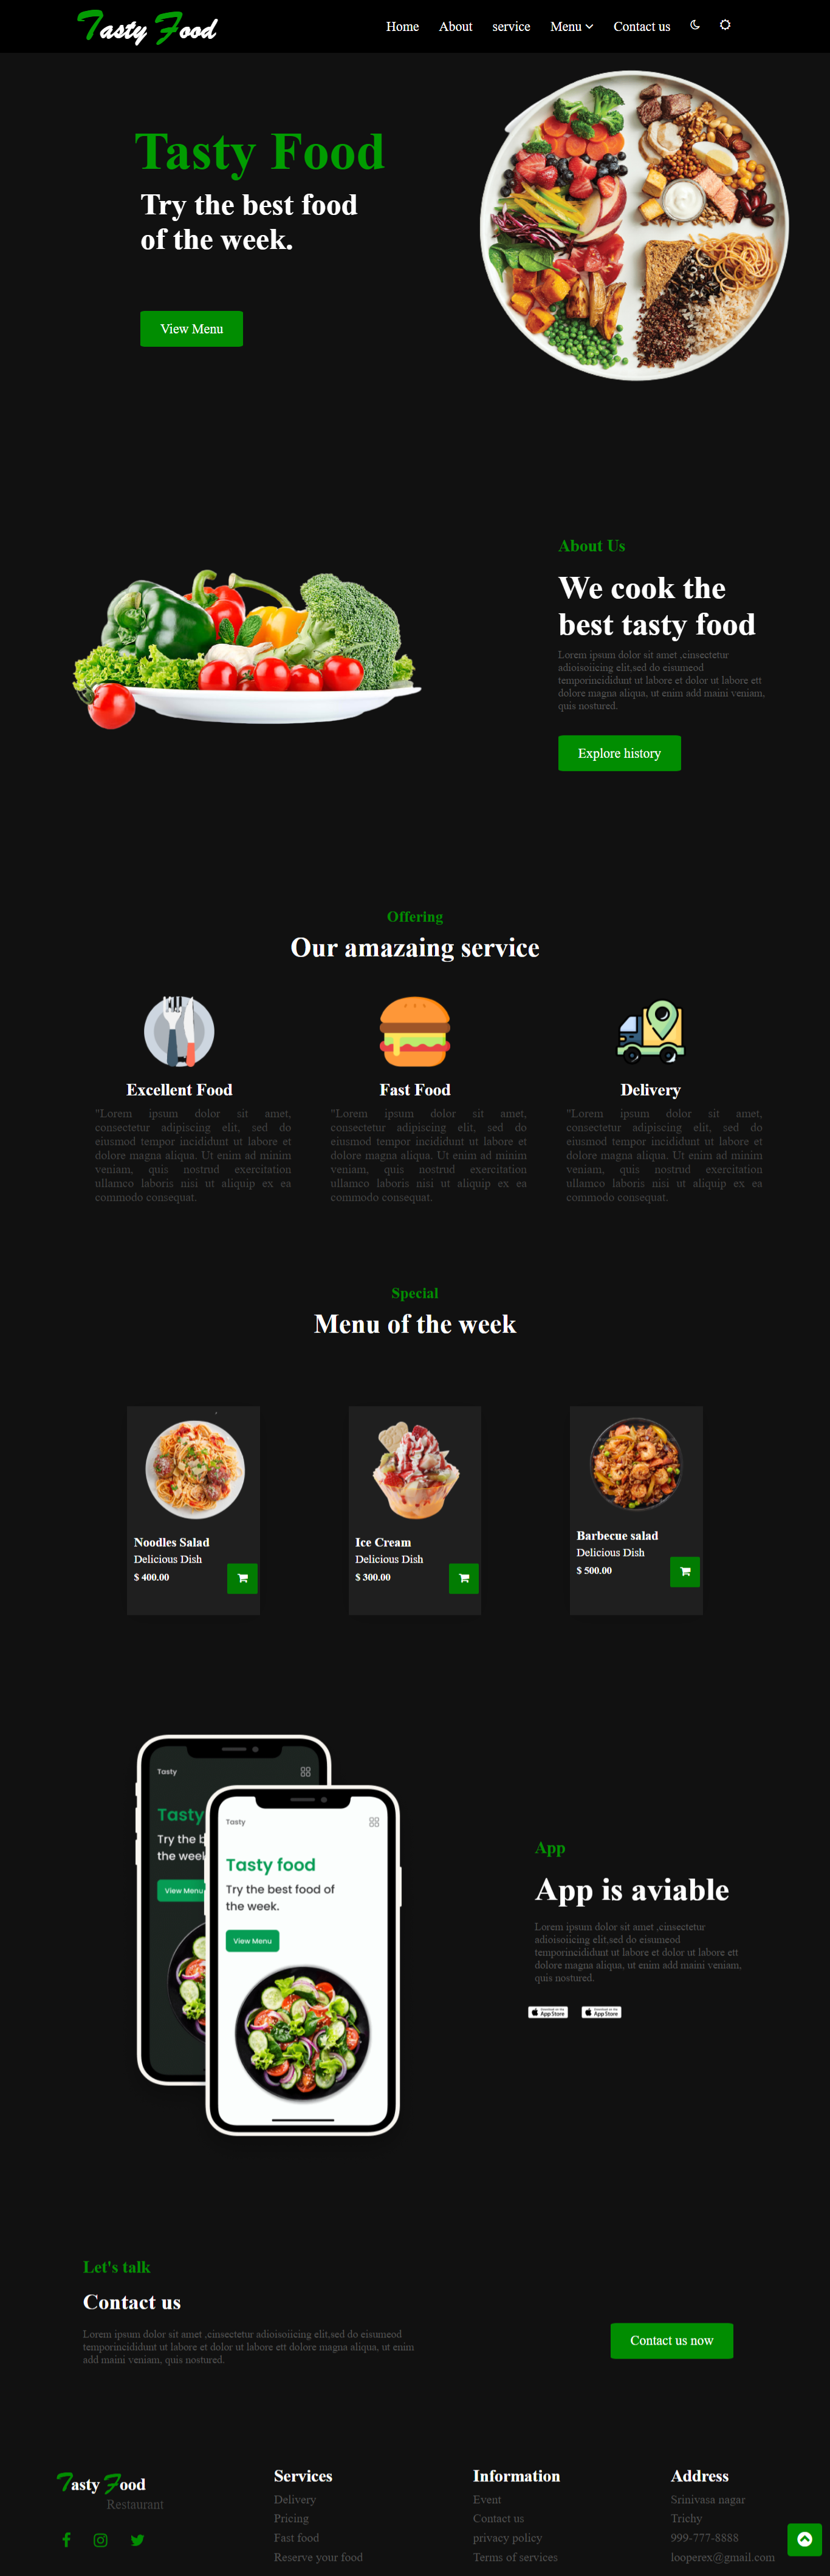 Tasty Food
Home About service Menu Contact us
Tasty Food
Try the best food
of the week.
View Menu
About Us
We cook the
best tasty food
Lorem ipsum dolor sit amet ,cinsectetur
adioisoiicing elit,sed do eisumeod
temporincididunt ut labore et dolor ut labore ett
dolore magna aliqua, ut enim add maini veniam,
quis nostured.
Explore history
Offering
Our amazaing service
Excellent Food
"Lorem ipsum dolor sit amet,
consectetur adipiscing elit, sed do
eiusmod tempor incididunt ut labore et
dolore magna aliqua. Ut enim ad minim
veniam, quis nostrud exercitation
ullamco laboris nisi ut aliquip ex ea
commodo consequat.
Fast Food
"Lorem ipsum dolor sit amet,
consectetur adipiscing elit, sed do
eiusmod tempor incididunt ut labore et
dolore magna aliqua. Ut enim ad minim
veniam, quis nostrud exercitation
ullamco laboris nisi ut aliquip ex ea
commodo consequat.
Delivery
"Lorem ipsum dolor sit amet,
consectetur adipiscing elit, sed do
eiusmod tempor incididunt ut labore et
dolore magna aliqua. Ut enim ad minim
veniam, quis nostrud exercitation
ullamco laboris nisi ut aliquip ex ea
commodo consequat.
Special
Menu of the week
Noodles Salad
Delicious Dish
$ 400.00
Ice Cream
Delicious Dish
$ 300.00
Barbecue salad
Delicious Dish
$ 500.00
Tasty
Tasty
Try the b
the week
View Menu
Tasty
Tasty food
Try the best food of
the week.
View Menu
App
App is aviable
Lorem ipsum dolor sit amet ,cinsectetur
adioisoiicing elit,sed do eisumeod
temporincididunt ut labore et dolor ut labore ett
dolore magna aliqua, ut enim add maini veniam,
quis nostured.
Download on the
App Store
Download on the
App Store
Let's talk
Contact us
Lorem ipsum dolor sit amet ,cinsectetur adioisoiicing elit,sed do eisumeod
temporincididunt ut labore et dolor ut labore ett dolore magna aliqua, ut enim
add maini veniam, quis nostured.
Contact us now
Tasty Food
Restaurant
Services
Delivery
Pricing
Fast food
Reserve your food
Information
Event
Contact us
privacy policy
Terms of services
Address
Srinivasa nagar
Trichy
999-777-8888
looperex@gmail.com